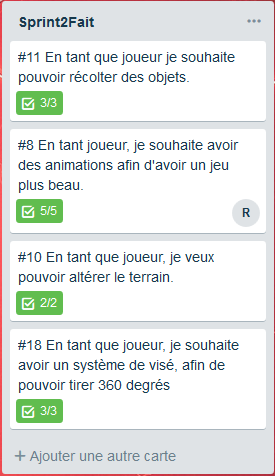 Sprint2Fait
#11 En tant que joueur je souhaite
pouvoir récolter des objets.
3/3
#8 En tant joueur, je souhaite avoir
des animations afin d'avoir un jeu
plus beau.
5/5
R
#10 En tant que joueur, je veux
pouvoir altérer le terrain.
2/2
#18 En tant que joueur, je souhaite
avoir un système de visé, afin de
pouvoir tirer 360 degrés
3/3
+ Ajouter une autre carte